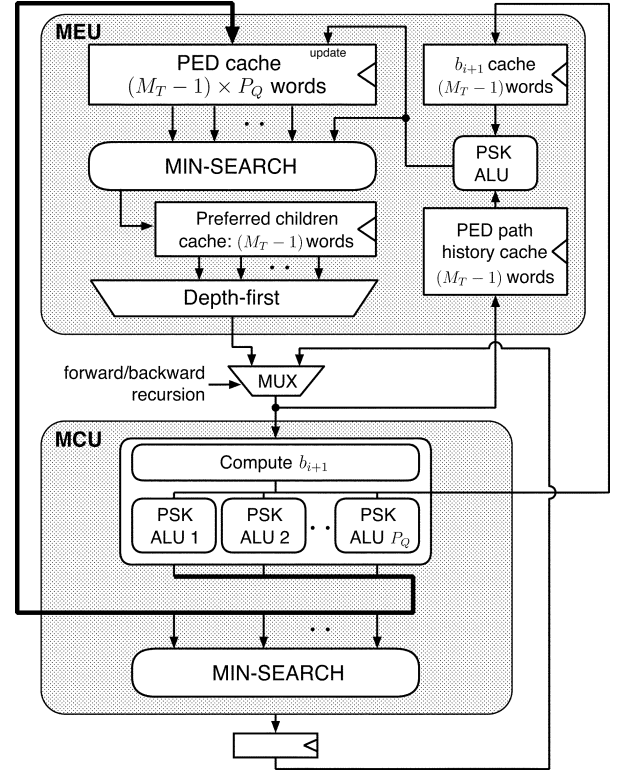 MEU
update
PED cache
(M_T − 1) × P_Q words
b_{i+1} cache
(M_T − 1) words
. .
MIN-SEARCH
PSK
ALU
Preferred children
cache: (M_T − 1) words
. .
PED path
history cache
(M_T − 1) words
Depth-first
forward/backward
recursion
MUX
MCU
Compute b_{i+1}
PSK
ALU 1
PSK
ALU 2
. .
PSK
ALU P_Q
. .
MIN-SEARCH